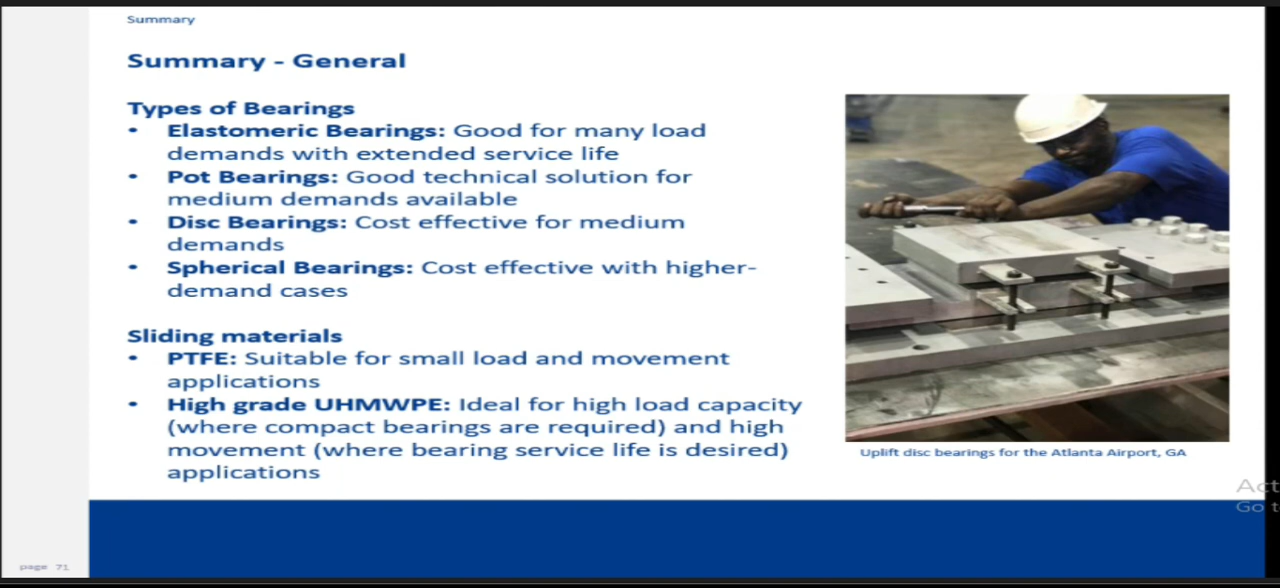 Summary
Summary - General
Types of Bearings
• Elastomeric Bearings: Good for many load
demands with extended service life
• Pot Bearings: Good technical solution for
medium demands available
• Disc Bearings: Cost effective for medium
demands
• Spherical Bearings: Cost effective with higher-
demand cases
Sliding materials
• PTFE: Suitable for small load and movement
applications
• High grade UHMWPE: Ideal for high load capacity
(where compact bearings are required) and high
movement (where bearing service life is desired)
applications
Uplift disc bearings for the Atlanta Airport, GA
Act
Go t
page 71